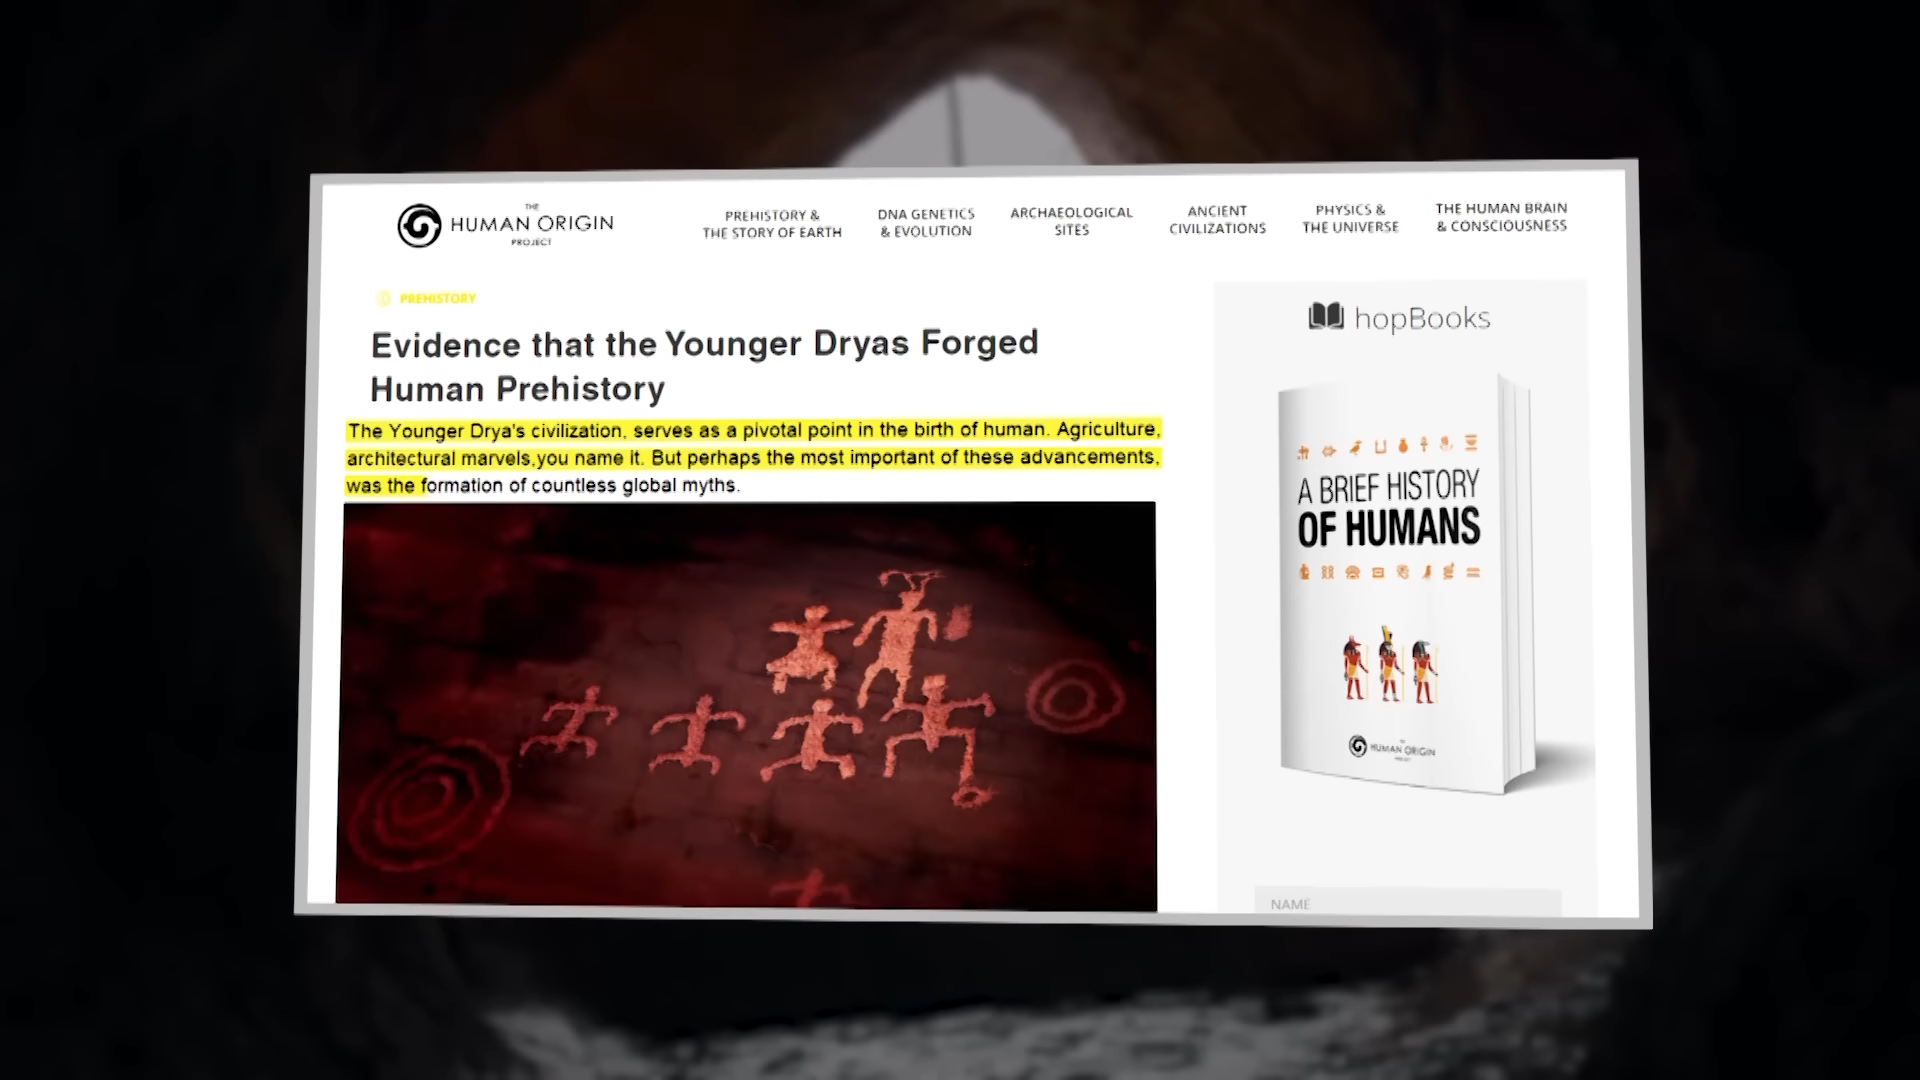 THE
HUMAN ORIGIN
PROJECT
PREHISTORY &
THE STORY OF EARTH
DNA GENETICS
& EVOLUTION
ARCHAEOLOGICAL
SITES
ANCIENT
CIVILIZATIONS
PHYSICS &
THE UNIVERSE
THE HUMAN BRAIN
& CONSCIOUSNESS
PREHISTORY
Evidence that the Younger Dryas Forged
Human Prehistory
The Younger Drya's civilization, serves as a pivotal point in the birth of human. Agriculture,
architectural marvels,you name it. But perhaps the most important of these advancements,
was the formation of countless global myths.
hopBooks
A BRIEF HISTORY
OF HUMANS
HUMAN ORIGIN
NAME